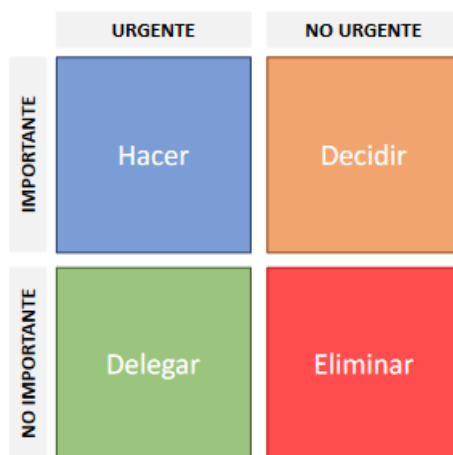 URGENTE
NO URGENTE
IMPORTANTE
Hacer
Decidir
NO IMPORTANTE
Delegar
Eliminar